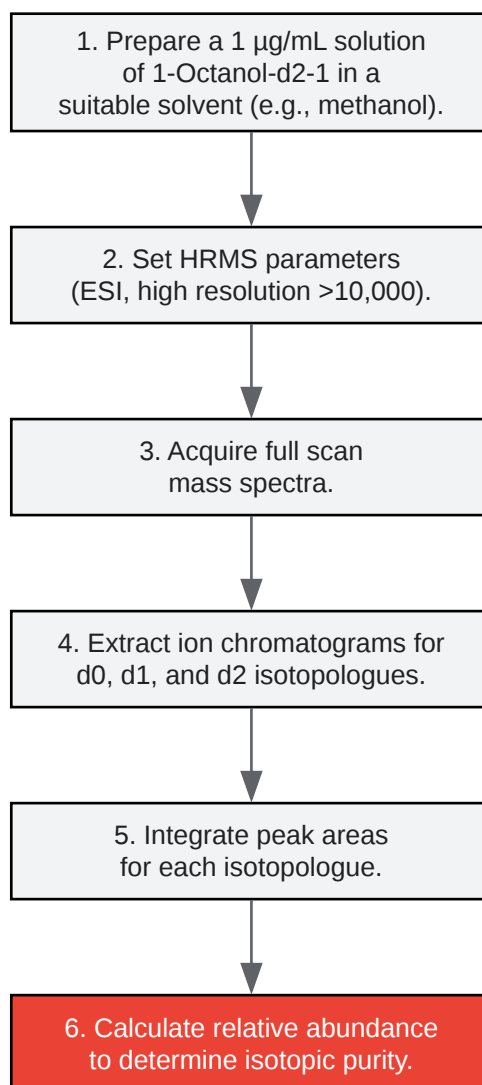 1. Prepare a 1 µg/mL solution
of 1-Octanol-d2-1 in a
suitable solvent (e.g., methanol).
2. Set HRMS parameters
(ESI, high resolution >10,000).
3. Acquire full scan
mass spectra.
4. Extract ion chromatograms for
d0, d1, and d2 isotopologues.
5. Integrate peak areas
for each isotopologue.
6. Calculate relative abundance
to determine isotopic purity.